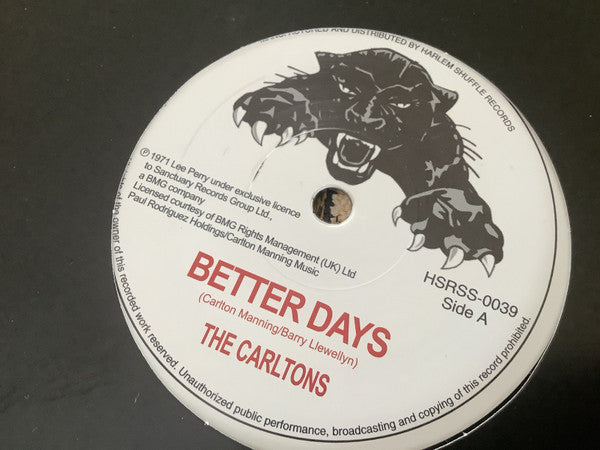 AND DISTRIBUTED BY HARLEM SHUFFLE RECORDS
℗ 1971 Lee Perry under exclusive licence
to Sanctuary Records Group Ltd.,
a BMG company
Licensed courtesy of BMG Rights Management (UK) Ltd
Paul Rodriguez Holdings/Carlton Manning Music
HSRSS-0039
Side A
BETTER DAYS
(Carlton Manning/Barry Llewellyn)
THE CARLTONS
the owner of this recorded work reserved. Unauthorized public performance, broadcasting and copying of this record prohibited.